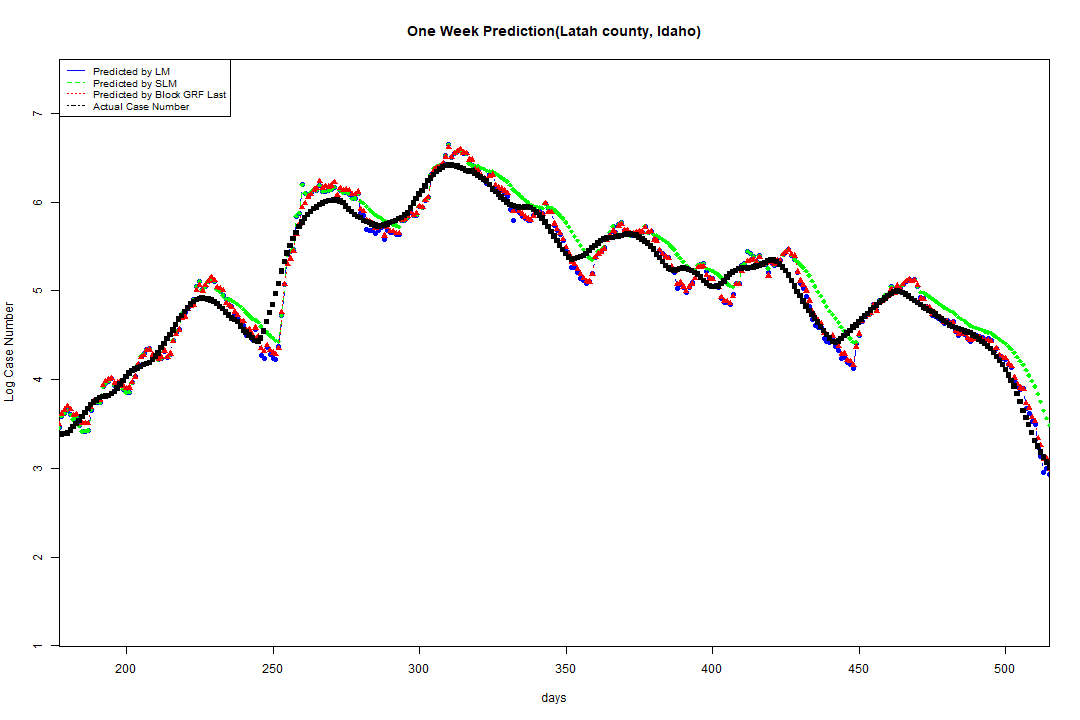 One Week Prediction(Latah county, Idaho)
Predicted by LM
Predicted by SLM
Predicted by Block GRF Last
Actual Case Number
7
6
5
4
3
2
1
Log Case Number
200 250 300 350 400 450 500
days